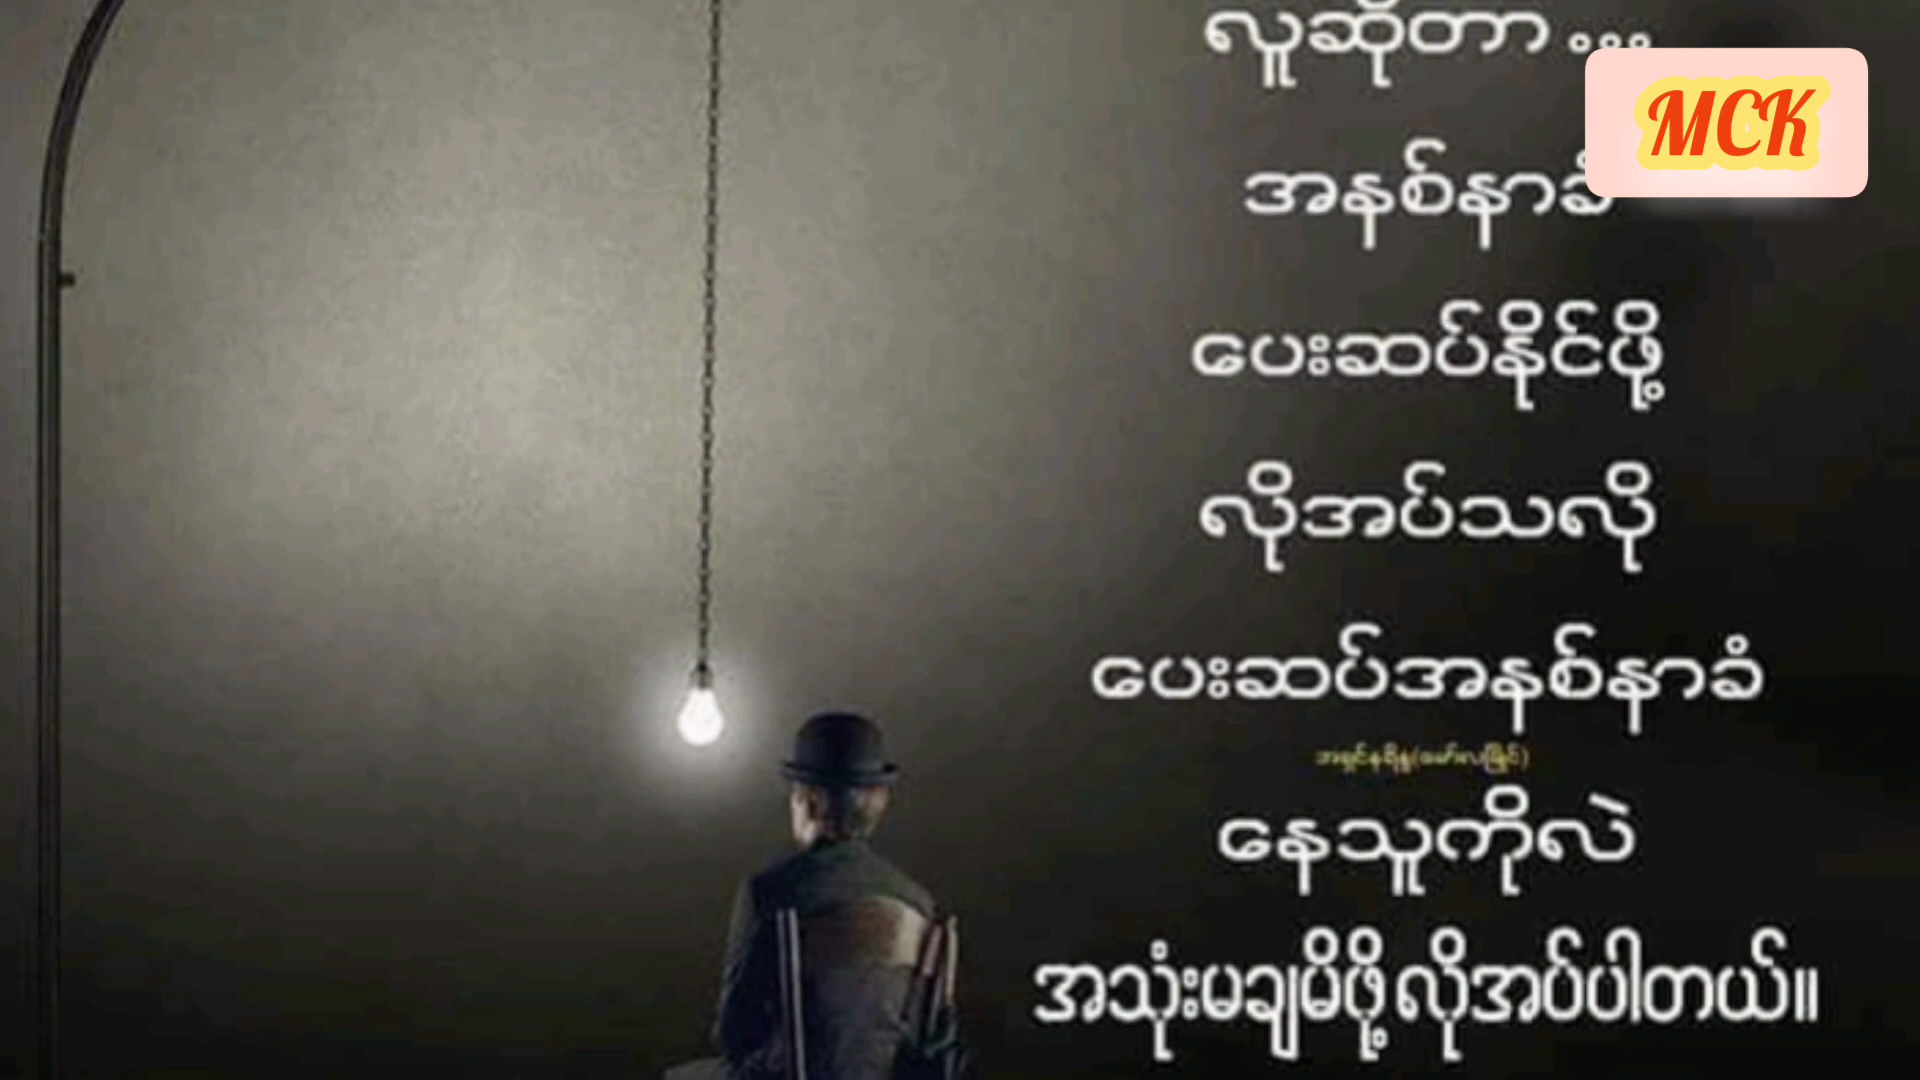 လူဆိုတာ ...
MCK
အနစ်နာခံ
ပေးဆပ်နိုင်ဖို့
လိုအပ်သလို
ပေးဆပ်အနစ်နာခံ
နေသူကိုလဲ
အသုံးမချမိဖို့လိုအပ်ပါတယ်။